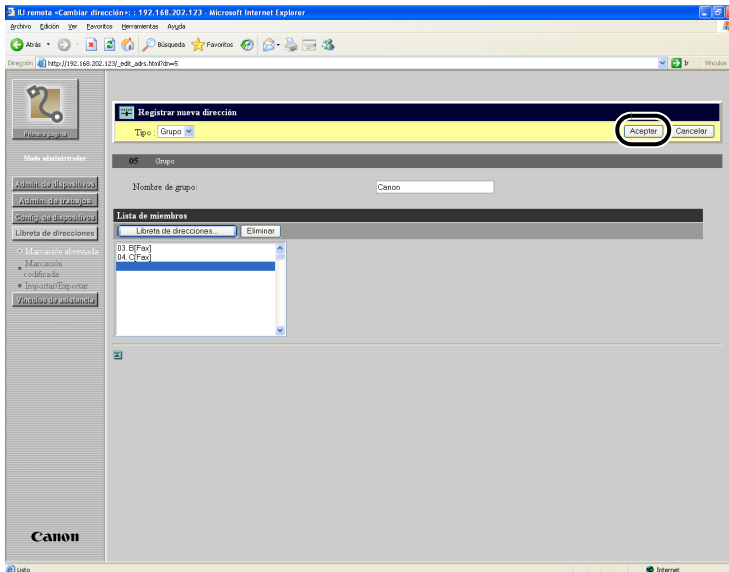 IU remota <Cambiar dirección>: : 192.168.202.123 - Microsoft Internet Explorer
Archivo Edición Ver Favoritos Herramientas Ayuda
Atrás Búsqueda Favoritos
Dirección http://192.168.202.123/_edit_adrs.html?dn=5 Ir Vínculos
Primera página
Registrar nueva dirección
Tipo : Grupo Aceptar Cancelar
Modo administrador
05 Grupo
Admin. de dispositivos
Nombre de grupo: Canon
Admin. de trabajos
Config. de dispositivos
Lista de miembros
Libreta de direcciones
Libreta de direcciones... Eliminar
Marcación abreviada
03. B[Fax]
04. C[Fax]
Marcación
codificada
Importar/Exportar
Vínculos de asistencia
Canon
Listo Internet